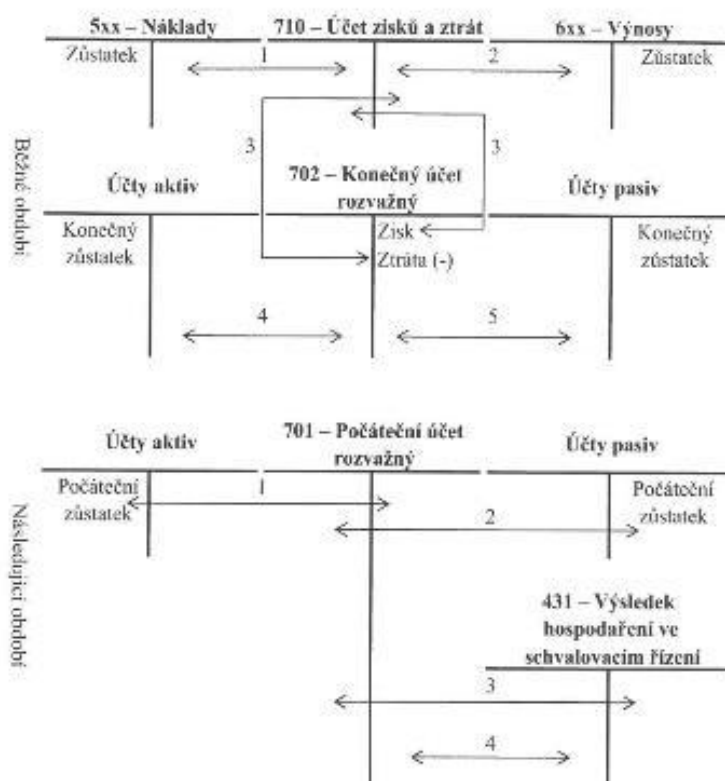 5xx – Náklady 710 – Účet zisků a ztrát 6xx – Výnosy
Zůstatek 1 2 Zůstatek
3 3
Běžné období
Účty aktiv 702 – Konečný účet rozvažný Účty pasiv
Konečný zůstatek Zisk Konečný zůstatek
Ztráta (-)
4 5
Účty aktiv 701 – Počáteční účet rozvažný Účty pasiv
Počáteční zůstatek 1 2 Počáteční zůstatek
Následující období
431 – Výsledek
hospodaření ve
schvalovacím řízení
3
4